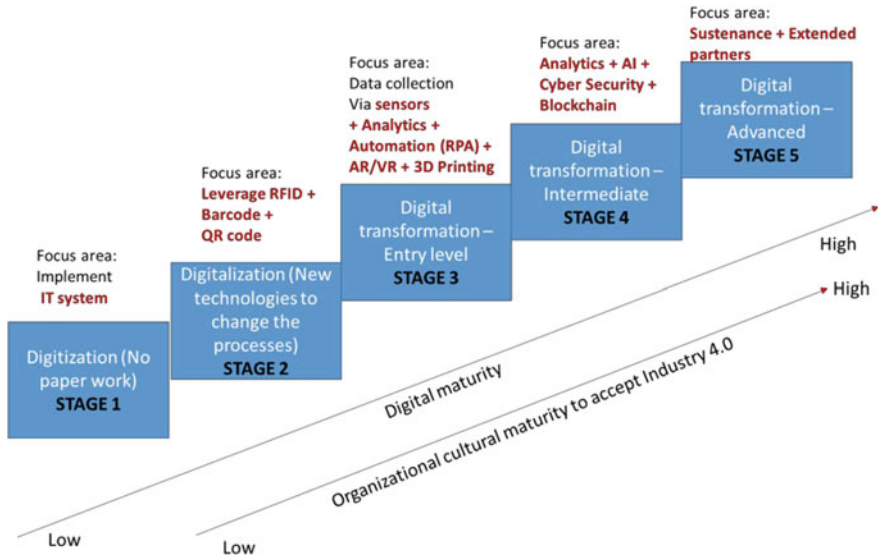 Focus area:
Implement
IT system
Digitization (No
paper work)
STAGE 1
Focus area:
Leverage RFID +
Barcode +
QR code
Digitalization (New
technologies to
change the
processes)
STAGE 2
Focus area:
Data collection
Via sensors
+ Analytics +
Automation (RPA) +
AR/VR + 3D Printing
Digital
transformation –
Entry level
STAGE 3
Focus area:
Analytics + AI +
Cyber Security +
Blockchain
Digital
transformation –
Intermediate
STAGE 4
Focus area:
Sustenance + Extended
partners
Digital
transformation –
Advanced
STAGE 5
Low
Digital maturity
High
Low
Organizational cultural maturity to accept Industry 4.0
High